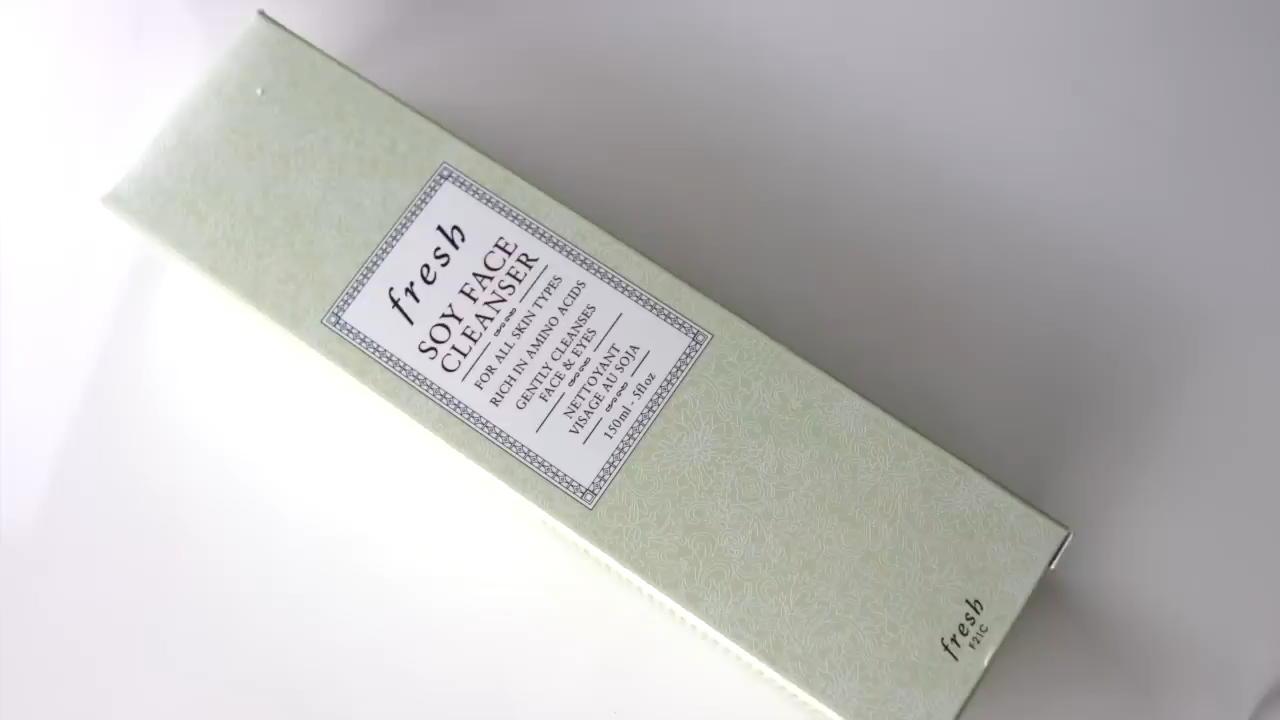 fresh
SOY FACE
CLEANSER
FOR ALL SKIN TYPES
RICH IN AMINO ACIDS
GENTLY CLEANSES
FACE & EYES
NETTOYANT
VISAGE AU SOJA
150ml - 5fl oz
fresh
F21C